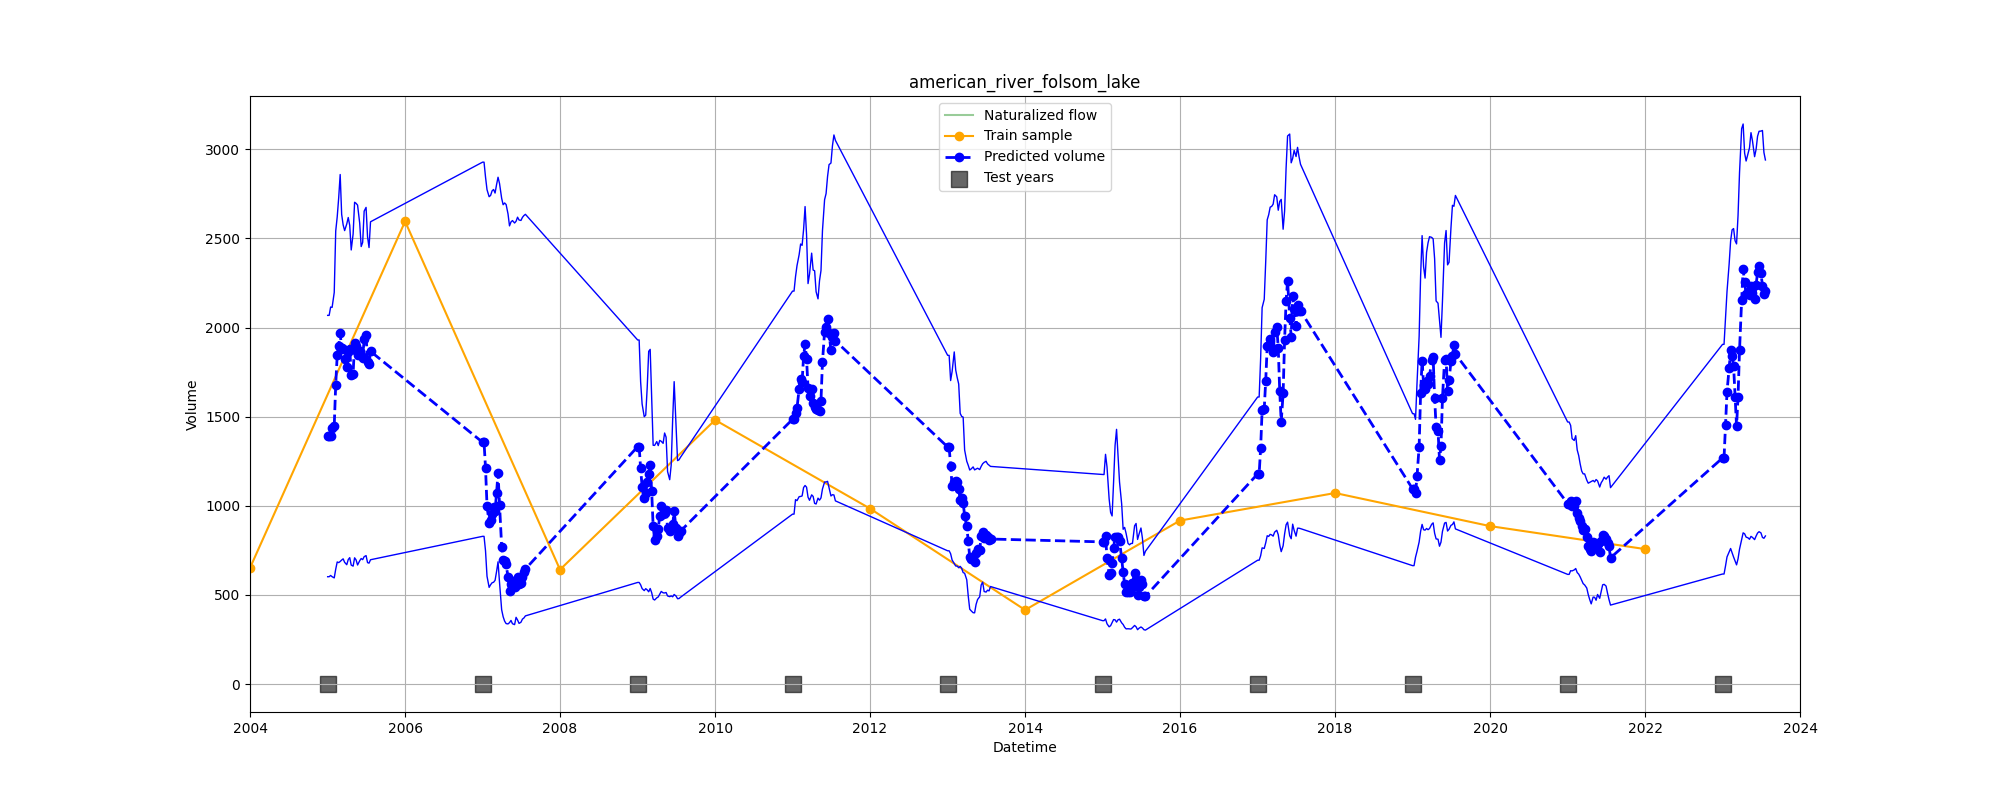 american_river_folsom_lake
Naturalized flow
Train sample
Predicted volume
Test years
3000
2500
2000
1500
1000
500
0
Volume
2004 2006 2008 2010 2012 2014 2016 2018 2020 2022 2024
Datetime